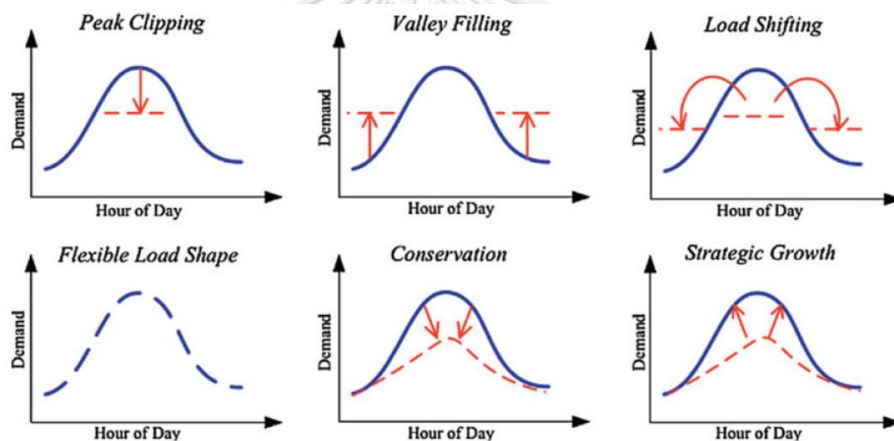 Peak Clipping
Valley Filling
Load Shifting
Demand
Demand
Demand
Hour of Day
Hour of Day
Hour of Day
Flexible Load Shape
Conservation
Strategic Growth
Demand
Demand
Demand
Hour of Day
Hour of Day
Hour of Day